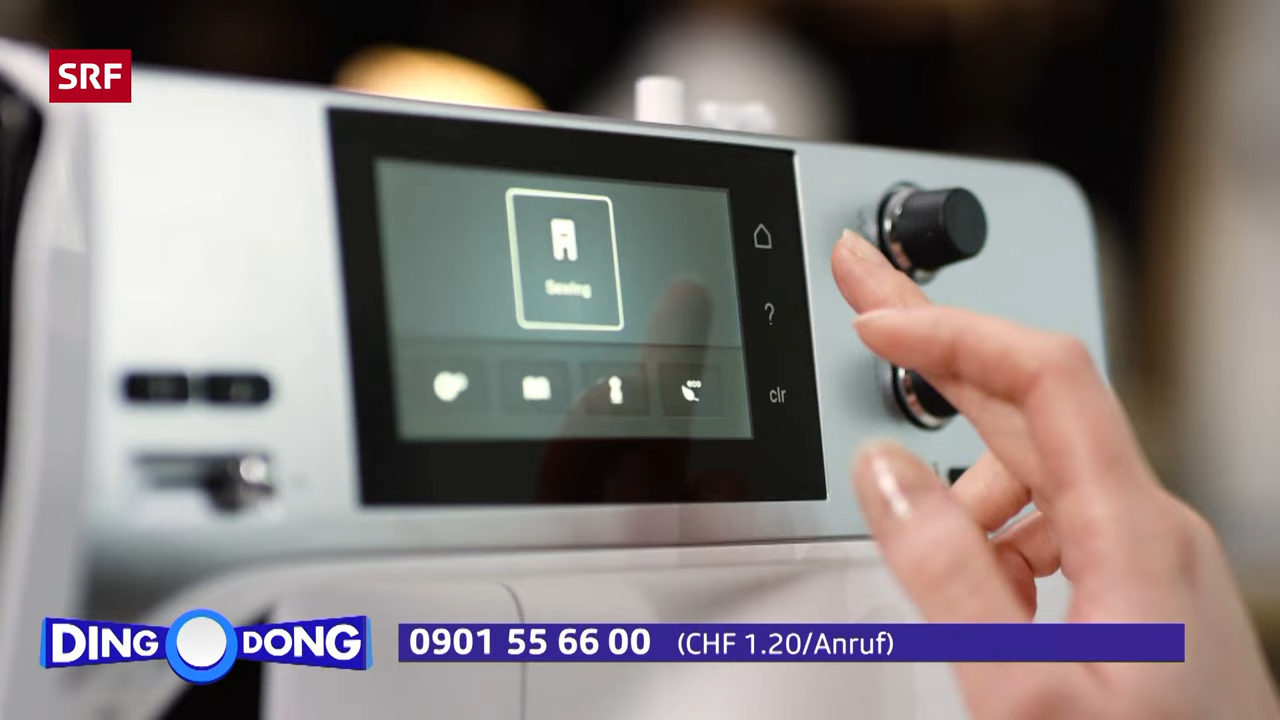 SRF
Sewing
eco
?
clr
DING DONG
0901 55 66 00 (CHF 1.20/Anruf)